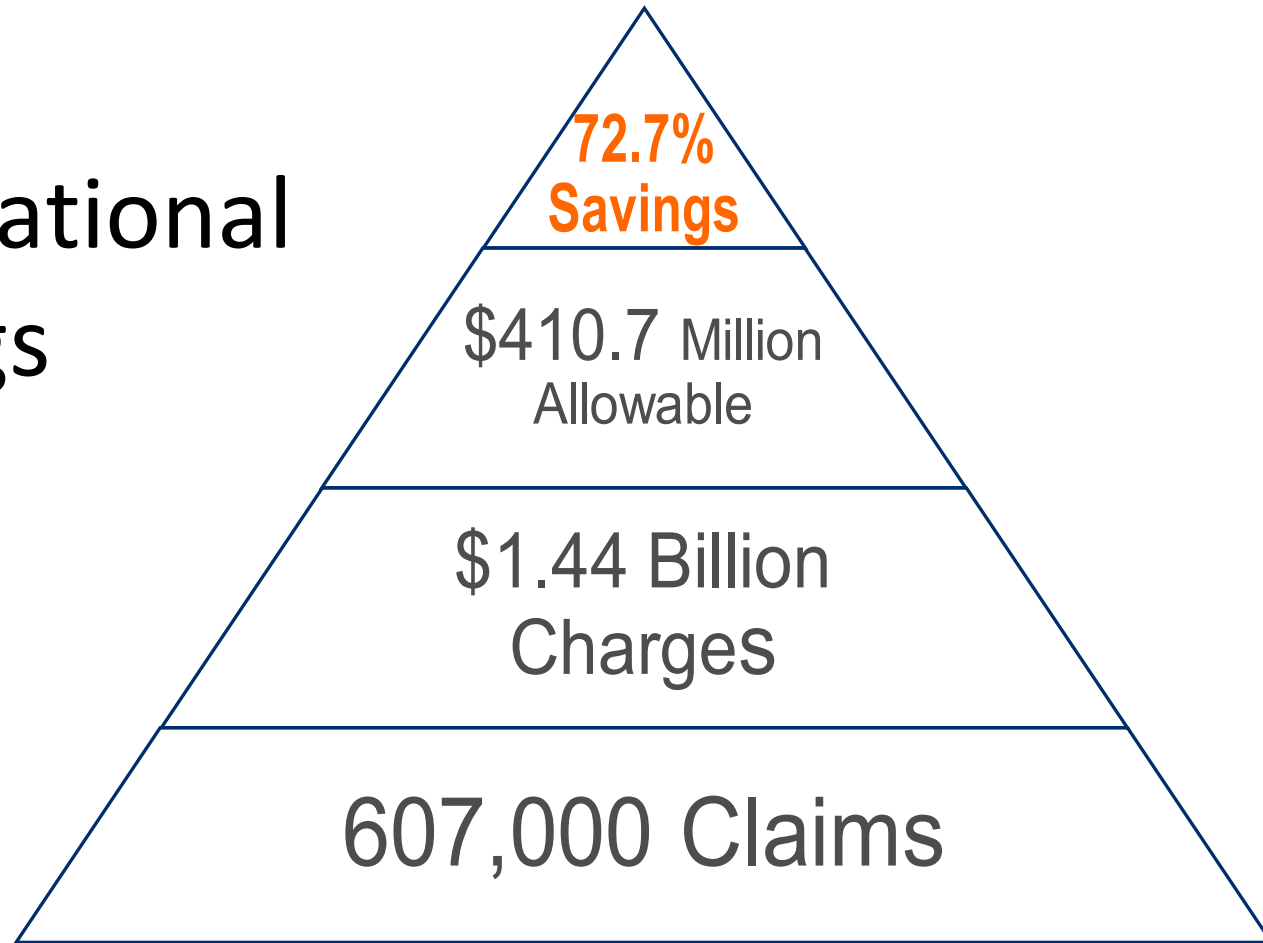 ational
gs
72.7%
Savings
$410.7 Million
Allowable
$1.44 Billion
Charges
607,000 Claims